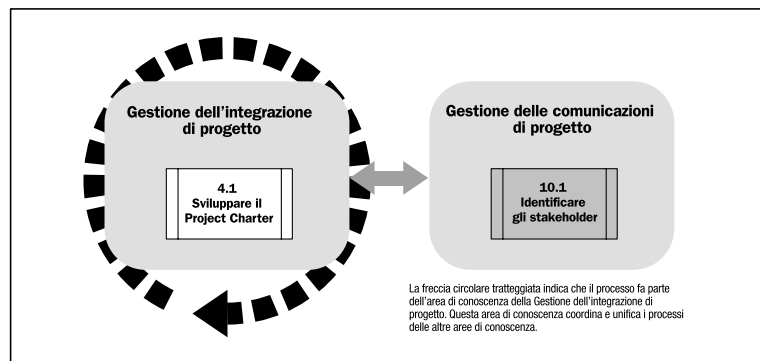 Gestione dell'integrazione
di progetto
4.1
Sviluppare il
Project Charter
Gestione delle comunicazioni
di progetto
10.1
Identificare
gli stakeholder
La freccia circolare tratteggiata indica che il processo fa parte
dell'area di conoscenza della Gestione dell'integrazione di
progetto. Questa area di conoscenza coordina e unifica i processi
delle altre aree di conoscenza.